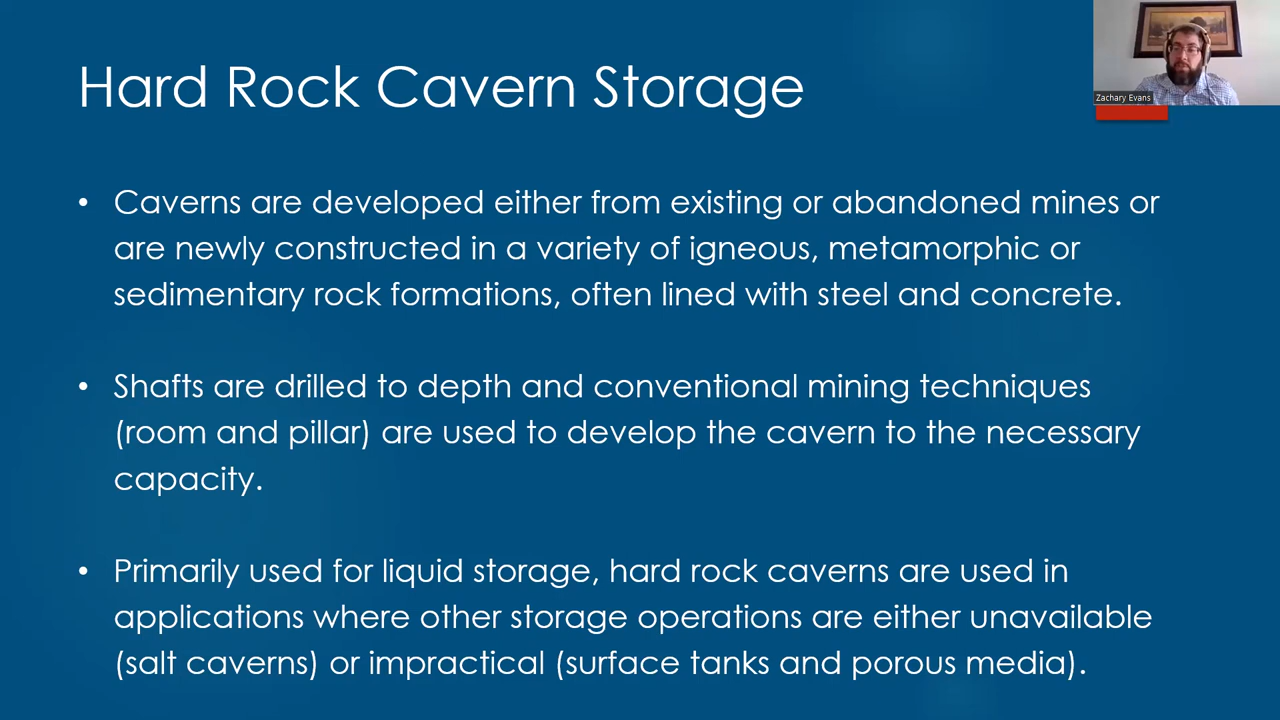 Hard Rock Cavern Storage
Zachary Evans
• Caverns are developed either from existing or abandoned mines or
are newly constructed in a variety of igneous, metamorphic or
sedimentary rock formations, often lined with steel and concrete.
• Shafts are drilled to depth and conventional mining techniques
(room and pillar) are used to develop the cavern to the necessary
capacity.
• Primarily used for liquid storage, hard rock caverns are used in
applications where other storage operations are either unavailable
(salt caverns) or impractical (surface tanks and porous media).